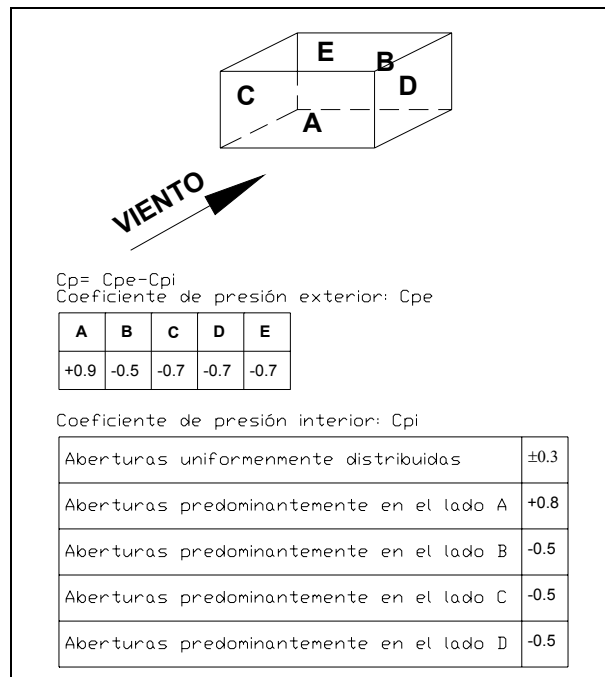 E
B
C
D
A
VIENTO
Cp= Cpe-Cpi
Coeficiente de presión exterior: Cpe
A B C D E
+0.9 -0.5 -0.7 -0.7 -0.7
Coeficiente de presión interior: Cpi
Aberturas uniformenmente distribuidas ±0.3
Aberturas predominantemente en el lado A +0.8
Aberturas predominantemente en el lado B -0.5
Aberturas predominantemente en el lado C -0.5
Aberturas predominantemente en el lado D -0.5